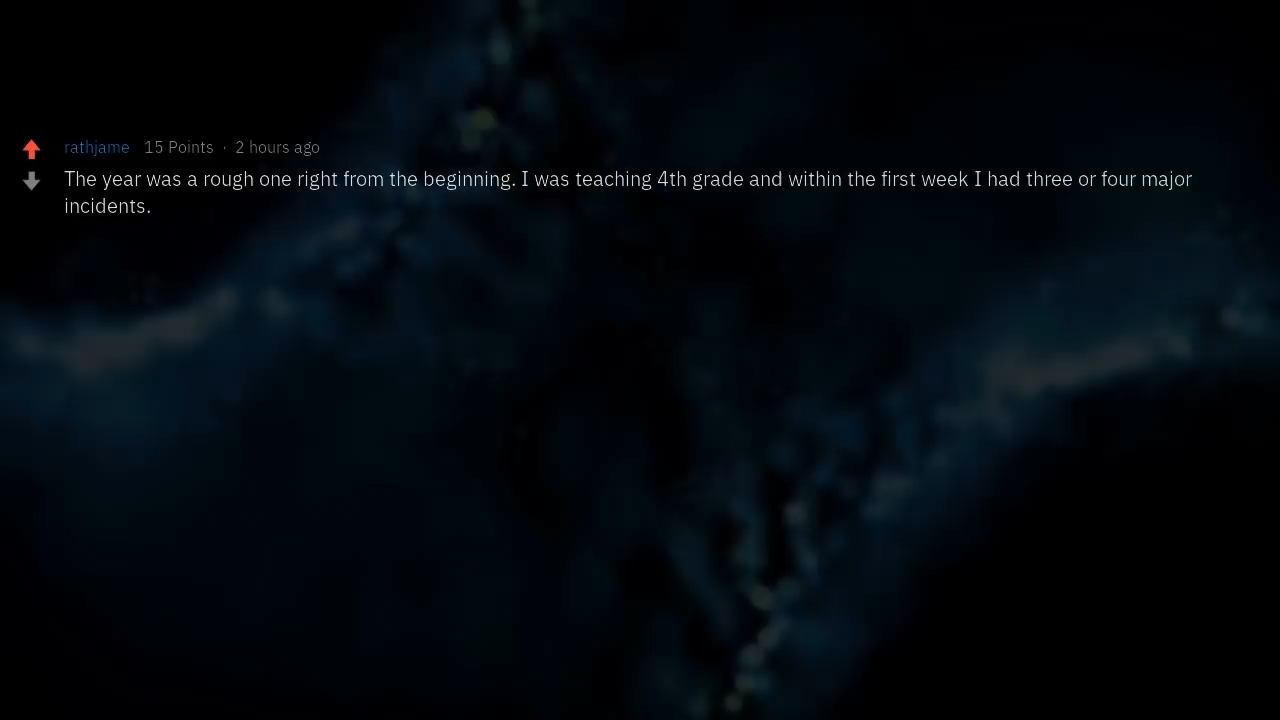 rathjame 15 Points · 2 hours ago
The year was a rough one right from the beginning. I was teaching 4th grade and within the first week I had three or four major
incidents.